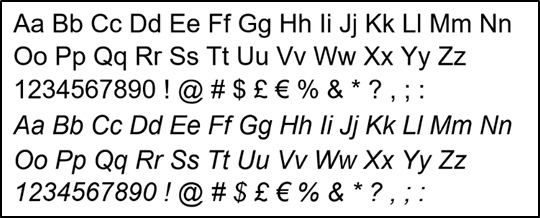 Aa Bb Cc Dd Ee Ff Gg Hh Ii Jj Kk Ll Mm Nn
Oo Pp Qq Rr Ss Tt Uu Vv Ww Xx Yy Zz
1234567890 ! @ # $ £ € % & * ? , ; :
Aa Bb Cc Dd Ee Ff Gg Hh Ii Jj Kk Ll Mm Nn
Oo Pp Qq Rr Ss Tt Uu Vv Ww Xx Yy Zz
1234567890 ! @ # $ £ € % & * ? , ; :